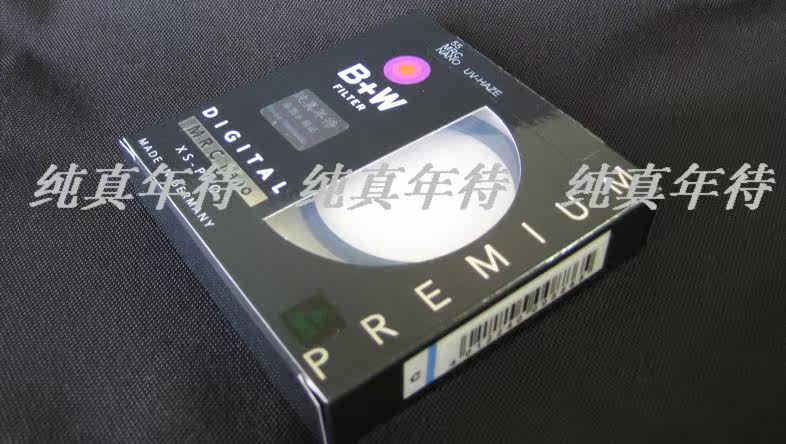 55
MRC
NANO UV-HAZE
B+W
FILTER
DIGITAL
MRC nano
XS-PRO
MADE IN GERMANY
PREMIUM
纯真年待 纯真年待 纯真年待